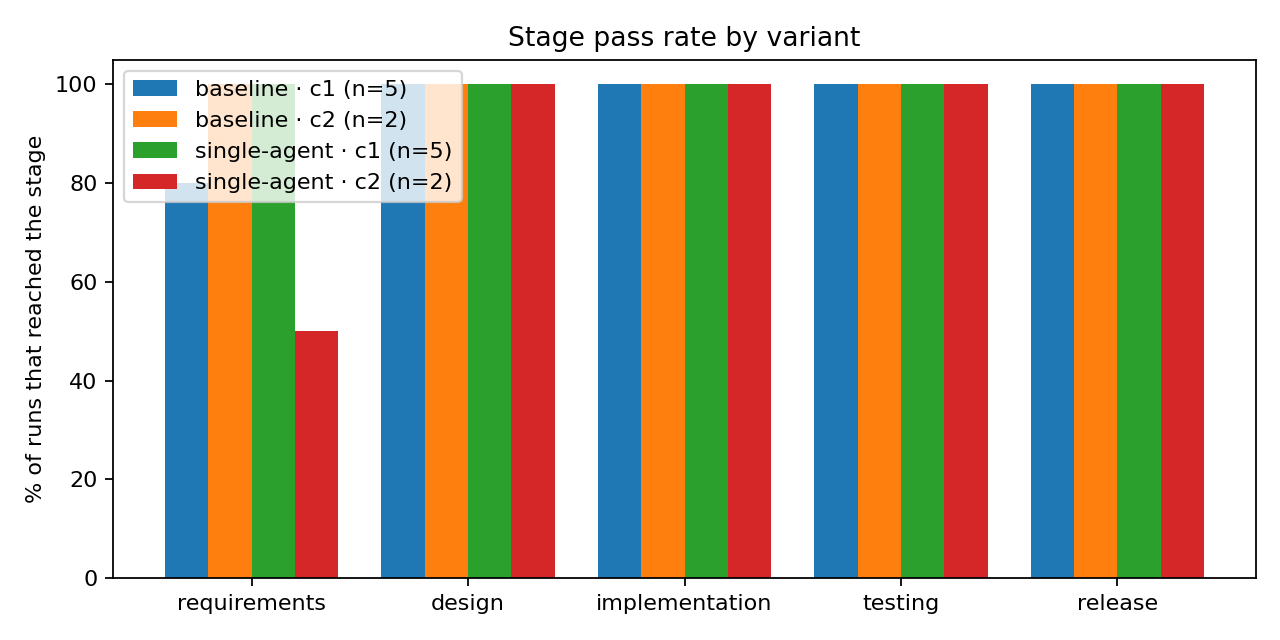 Stage pass rate by variant
% of runs that reached the stage
100
80
60
40
20
0
baseline · c1 (n=5)
baseline · c2 (n=2)
single-agent · c1 (n=5)
single-agent · c2 (n=2)
requirements
design
implementation
testing
release